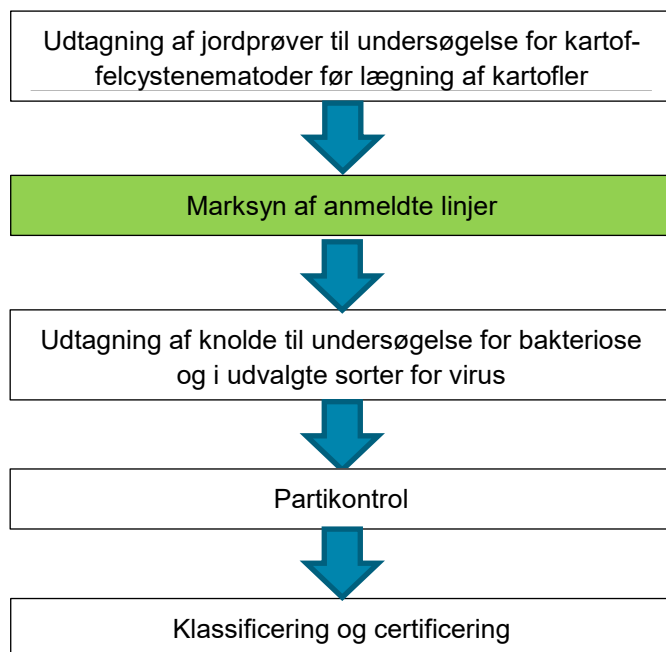 Udtagning af jordprøver til undersøgelse for kartof-
felcystenematoder før lægning af kartofler
Marksyn af anmeldte linjer
Udtagning af knolde til undersøgelse for bakteriose
og i udvalgte sorter for virus
Partikontrol
Klassificering og certificering